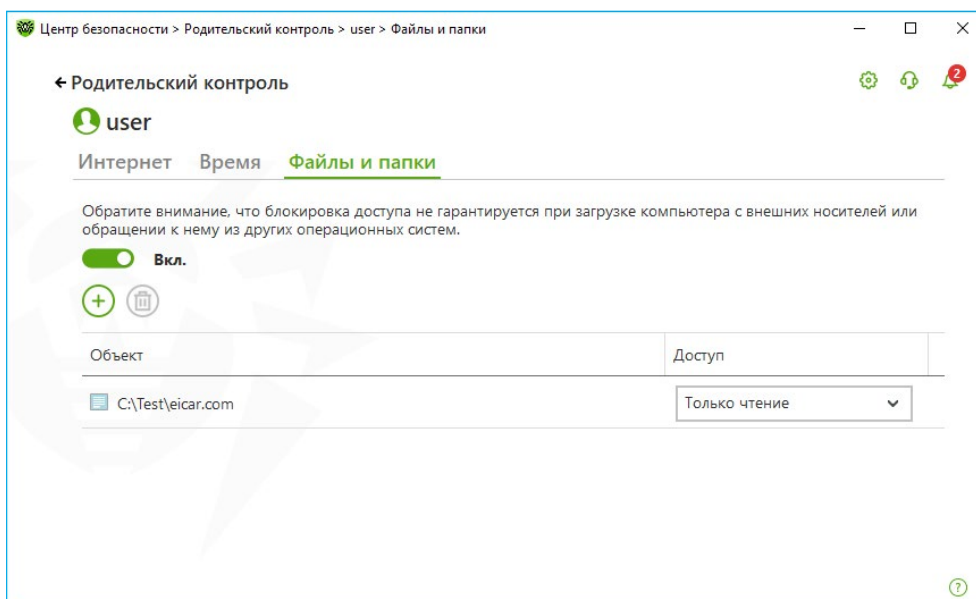 Центр безопасности > Родительский контроль > user > Файлы и папки
Родительский контроль
2
user
Интернет Время Файлы и папки
Обратите внимание, что блокировка доступа не гарантируется при загрузке компьютера с внешних носителей или
обращении к нему из других операционных систем.
Вкл.
Объект Доступ
C:\Test\eicar.com Только чтение
?